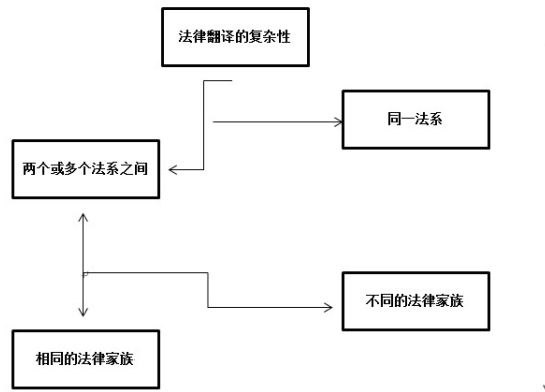 法律翻译的复杂性
同一法系
两个或多个法系之间
不同的法律家族
相同的法律家族